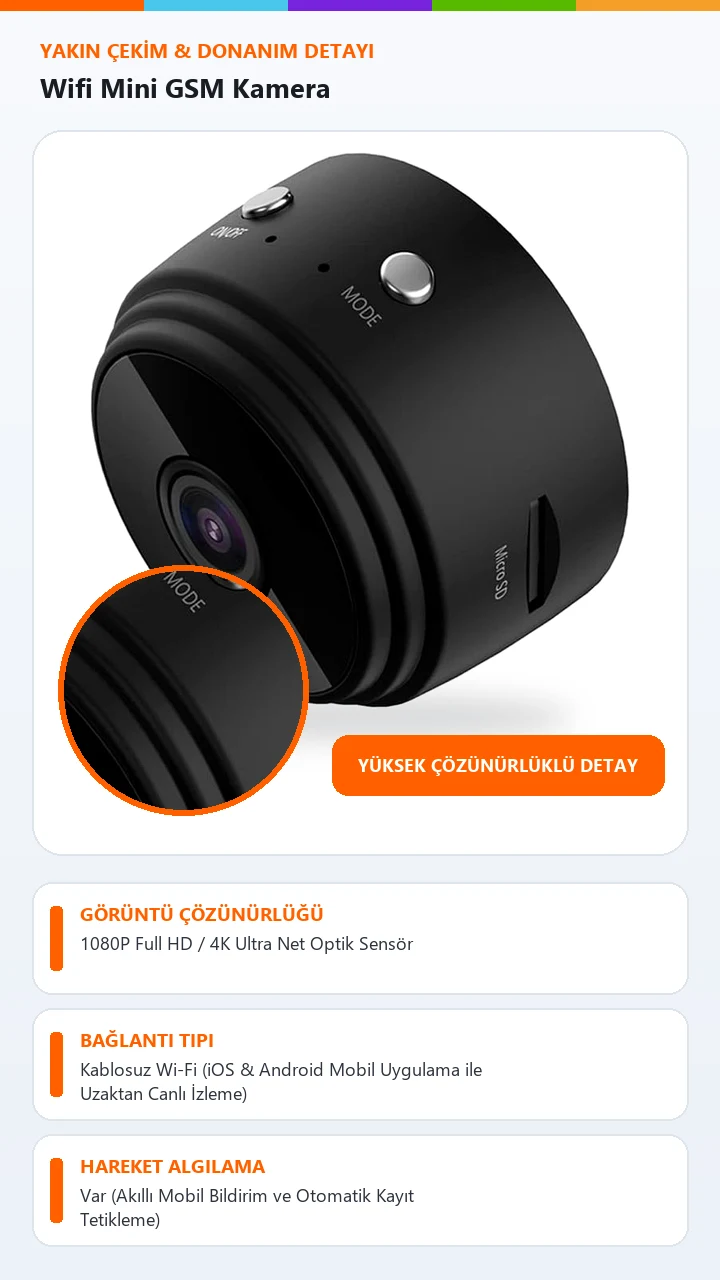 YAKIN ÇEKİM & DONANIM DETAYI
Wifi Mini GSM Kamera
ON/OFF
MODE
Micro SD
MODE
YÜKSEK ÇÖZÜNÜRLÜKLÜ DETAY
GÖRÜNTÜ ÇÖZÜNÜRLÜĞÜ
1080P Full HD / 4K Ultra Net Optik Sensör
BAĞLANTI TIPI
Kablosuz Wi-Fi (iOS & Android Mobil Uygulama ile
Uzaktan Canlı İzleme)
HAREKET ALGILAMA
Var (Akıllı Mobil Bildirim ve Otomatik Kayıt
Tetikleme)